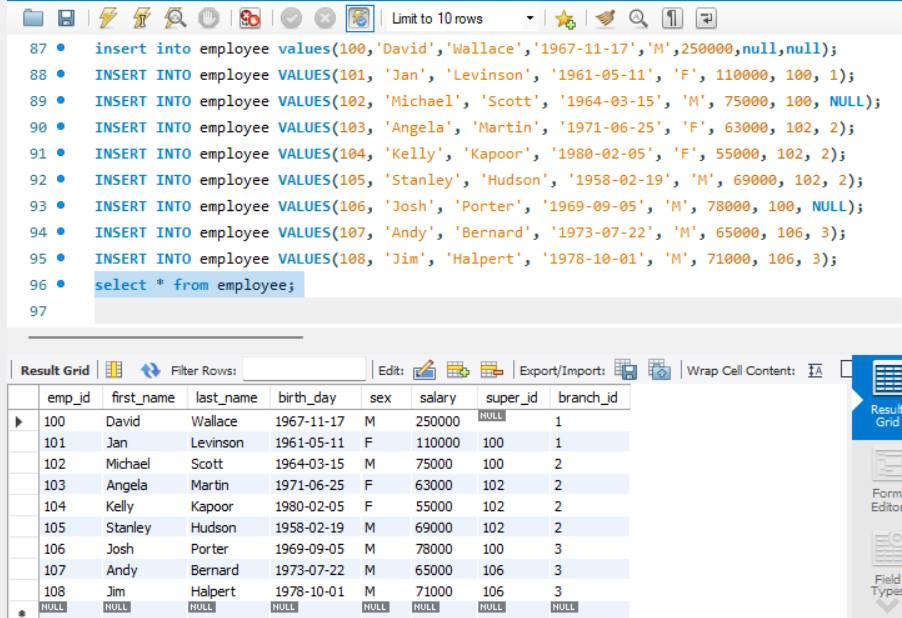 Limit to 10 rows
87 insert into employee values(100,'David','Wallace','1967-11-17','M',250000,null,null);
88 INSERT INTO employee VALUES(101, 'Jan', 'Levinson', '1961-05-11', 'F', 110000, 100, 1);
89 INSERT INTO employee VALUES(102, 'Michael', 'Scott', '1964-03-15', 'M', 75000, 100, NULL);
90 INSERT INTO employee VALUES(103, 'Angela', 'Martin', '1971-06-25', 'F', 63000, 102, 2);
91 INSERT INTO employee VALUES(104, 'Kelly', 'Kapoor', '1980-02-05', 'F', 55000, 102, 2);
92 INSERT INTO employee VALUES(105, 'Stanley', 'Hudson', '1958-02-19', 'M', 69000, 102, 2);
93 INSERT INTO employee VALUES(106, 'Josh', 'Porter', '1969-09-05', 'M', 78000, 100, NULL);
94 INSERT INTO employee VALUES(107, 'Andy', 'Bernard', '1973-07-22', 'M', 65000, 106, 3);
95 INSERT INTO employee VALUES(108, 'Jim', 'Halpert', '1978-10-01', 'M', 71000, 106, 3);
96 select * from employee;
97
Result Grid Filter Rows: Edit: Export/Import: Wrap Cell Content: IA
emp_id first_name last_name birth_day sex salary super_id branch_id
100 David Wallace 1967-11-17 M 250000 NULL 1
101 Jan Levinson 1961-05-11 F 110000 100 1
102 Michael Scott 1964-03-15 M 75000 100 2
103 Angela Martin 1971-06-25 F 63000 102 2
104 Kelly Kapoor 1980-02-05 F 55000 102 2
105 Stanley Hudson 1958-02-19 M 69000 102 2
106 Josh Porter 1969-09-05 M 78000 100 3
107 Andy Bernard 1973-07-22 M 65000 106 3
108 Jim Halpert 1978-10-01 M 71000 106 3
NULL NULL NULL NULL NULL NULL NULL NULL
Result
Grid
Form
Editor
Field
Types